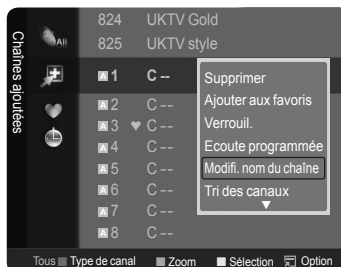 Chaînes ajoutées
All
824 UKTV Gold
825 UKTV style
A 1 C --
A 2 C --
A 3 ♥ C --
A 4 C --
A 5 C --
A 6 C --
A 7 C --
A 8 C --
Supprimer
Ajouter aux favoris
Verrouil.
Ecoute programmée
Modifi. nom du chaîne
Tri des canaux
▼
Tous Type de canal Zoom Sélection Option